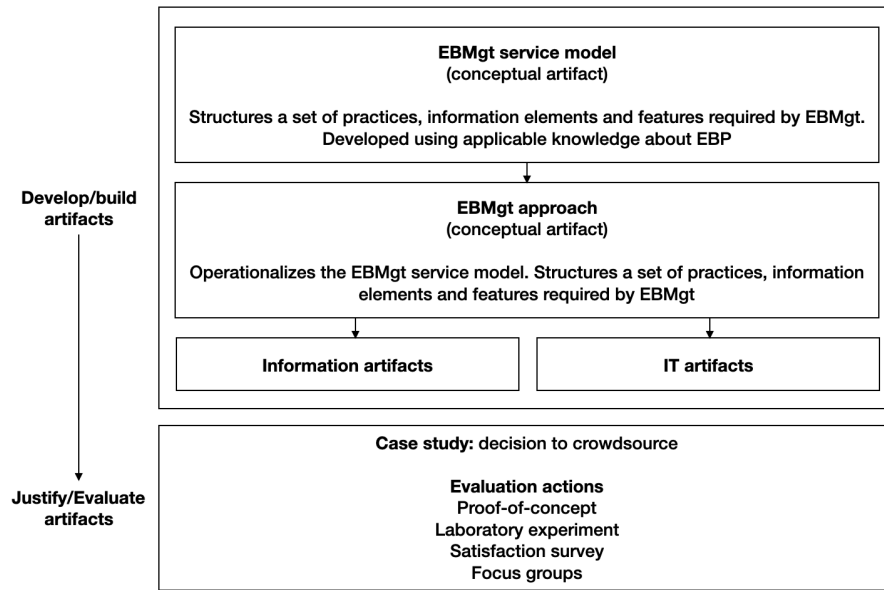 EBMgt service model
(conceptual artifact)
Structures a set of practices, information elements and features required by EBMgt.
Developed using applicable knowledge about EBP
Develop/build
artifacts
EBMgt approach
(conceptual artifact)
Operationalizes the EBMgt service model. Structures a set of practices, information
elements and features required by EBMgt
Information artifacts
IT artifacts
Justify/Evaluate
artifacts
Case study: decision to crowdsource
Evaluation actions
Proof-of-concept
Laboratory experiment
Satisfaction survey
Focus groups